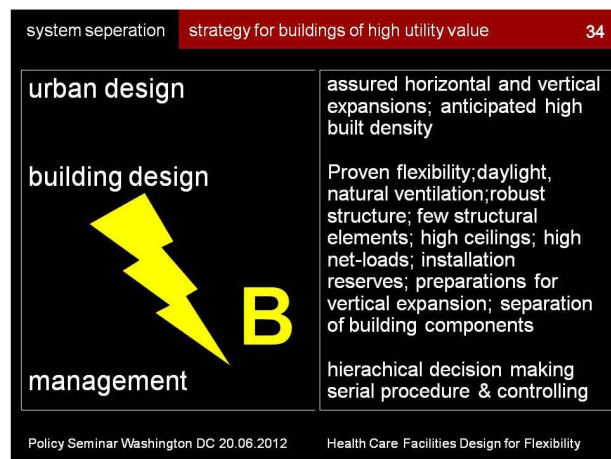 system seperation strategy for buildings of high utility value 34
urban design
assured horizontal and vertical
expansions; anticipated high
built density
building design
Proven flexibility;daylight,
natural ventilation;robust
structure; few structural
elements; high ceilings; high
net-loads; installation
reserves; preparations for
vertical expansion; separation
of building components
B
management
hierachical decision making
serial procedure & controlling
Policy Seminar Washington DC 20.06.2012 Health Care Facilities Design for Flexibility